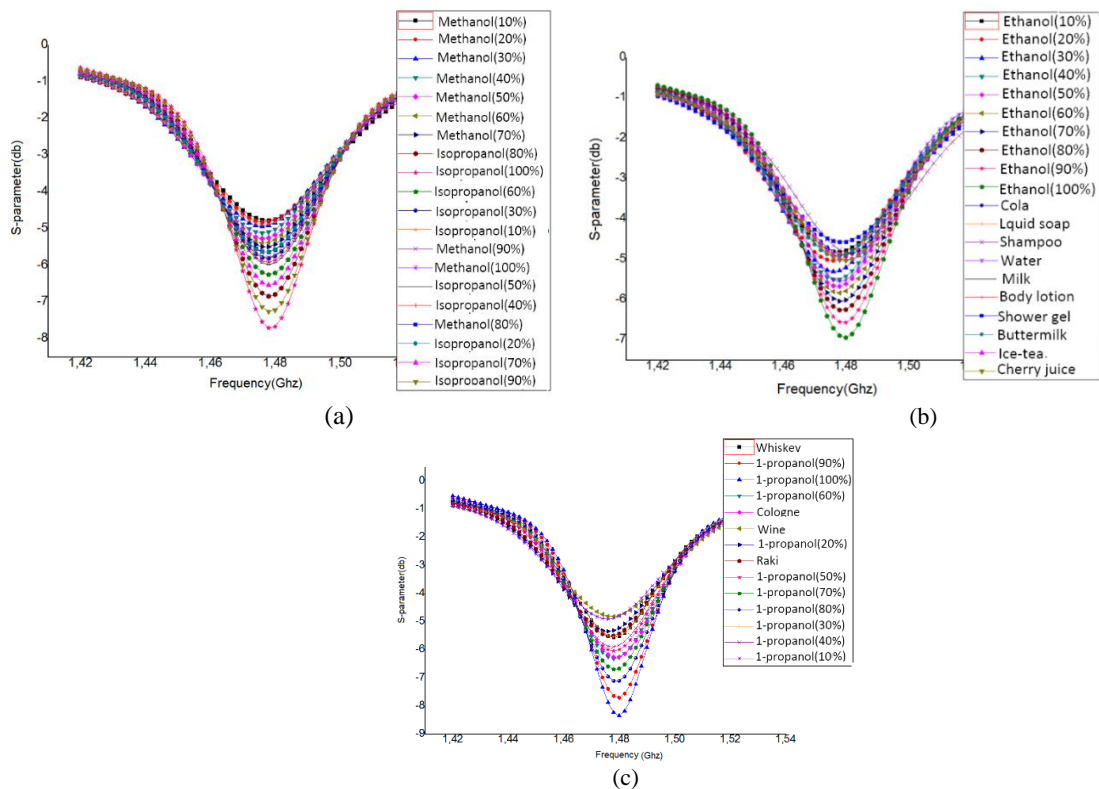 Methanol(10%)
Methanol(20%)
Methanol(30%)
Methanol(40%)
Methanol(50%)
Methanol(60%)
Methanol(70%)
Isopropanol(80%)
Isopropanol(100%)
Isopropanol(60%)
Isopropanol(30%)
Isopropanol(10%)
Methanol(90%)
Methanol(100%)
Isopropanol(50%)
Isopropanol(40%)
Methanol(80%)
Isopropanol(20%)
Isopropanol(70%)
Isopropanol(90%)
0
-1
-2
-3
-4
-5
-6
-7
-8
S-parameter(db)
1,42
1,44
1,46
1,48
1,50
Frequency(Ghz)
(a)
Ethanol(10%)
Ethanol(20%)
Ethanol(30%)
Ethanol(40%)
Ethanol(50%)
Ethanol(60%)
Ethanol(70%)
Ethanol(80%)
Ethanol(90%)
Ethanol(100%)
Cola
Lquid soap
Shampoo
Water
Milk
Body lotion
Shower gel
Buttermilk
Ice-tea.
Cherry juice
0
-1
-2
-3
-4
-5
-6
-7
S-parameter(db)
1,42
1,44
1,46
1,48
1,50
Frequency(Ghz)
(b)
Whiskev
1-propanol(90%)
1-propanol(100%)
1-propanol(60%)
Cologne
Wine
1-propanol(20%)
Raki
1-propanol(50%)
1-propanol(70%)
1-propanol(80%)
1-propanol(30%)
1-propanol(40%)
1-propanol(10%)
0
-1
-2
-3
-4
-5
-6
-7
-8
-9
S-parameter(db)
1,42
1,44
1,46
1,48
1,50
1,52
1,54
Frequency (Ghz)
(c)